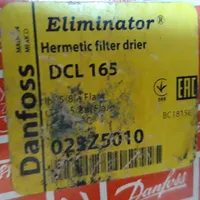 Eliminator®
Hermetic filter drier
DCL 165
Danfoss
023Z5010
EAC
Danfoss